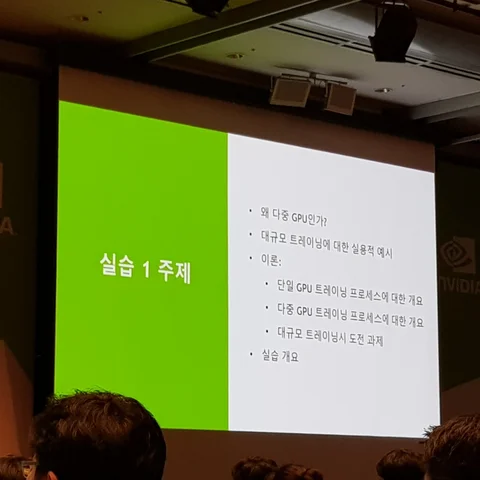 실습 1 주제
• 왜 다중 GPU인가?
• 대규모 트레이닝에 대한 실용적 예시
• 이론:
• 단일 GPU 트레이닝 프로세스에 대한 개요
• 다중 GPU 트레이닝 프로세스에 대한 개요
• 대규모 트레이닝시 도전 과제
• 실습 개요
NVIDIA